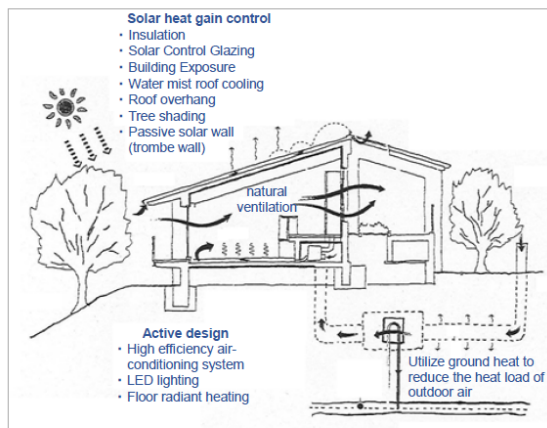 Solar heat gain control
· Insulation
· Solar Control Glazing
· Building Exposure
· Water mist roof cooling
· Roof overhang
· Tree shading
· Passive solar wall
(trombe wall)
natural
ventilation
Active design
· High efficiency air-
conditioning system
· LED lighting
· Floor radiant heating
Utilize ground heat to
reduce the heat load of
outdoor air